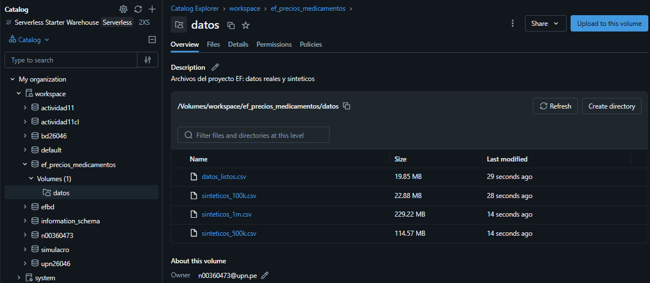 Catalog
Serverless Starter Warehouse Serverless 2XS
Catalog
Type to search
My organization
workspace
actividad11
actividad11cl
bd26046
default
ef_precios_medicamentos
Volumes (1)
datos
efbd
information_schema
n00360473
simulacro
upn26046
system
Catalog Explorer > workspace > ef_precios_medicamentos >
datos
Share
Upload to this volume
Overview Files Details Permissions Policies
Description
Archivos del proyecto EF: datos reales y sinteticos
/Volumes/workspace/ef_precios_medicamentos/datos
Refresh
Create directory
Filter files and directories at this level
Name Size Last modified
datos_listos.csv 19.85 MB 29 seconds ago
sinteticos_100k.csv 22.88 MB 28 seconds ago
sinteticos_1m.csv 229.22 MB 14 seconds ago
sinteticos_500k.csv 114.57 MB 14 seconds ago
About this volume
Owner n00360473@upn.pe